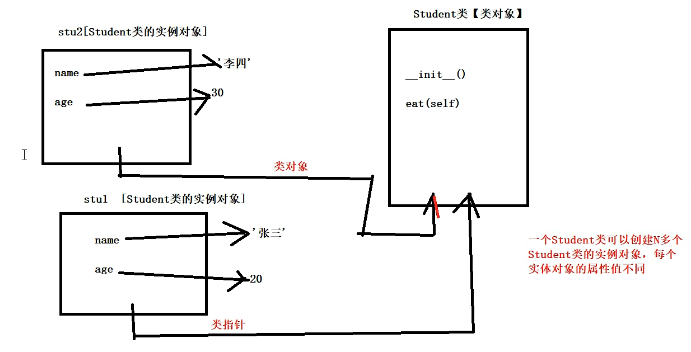 stu2[Student类的实例对象]
name
'李四'
age
30
类对象
Student类【类对象】
__init__()
eat(self)
stu1 [Student类的实例对象]
name
'张三'
age
20
类指针
一个Student类可以创建N多个
Student类的实例对象，每个
实体对象的属性值不同